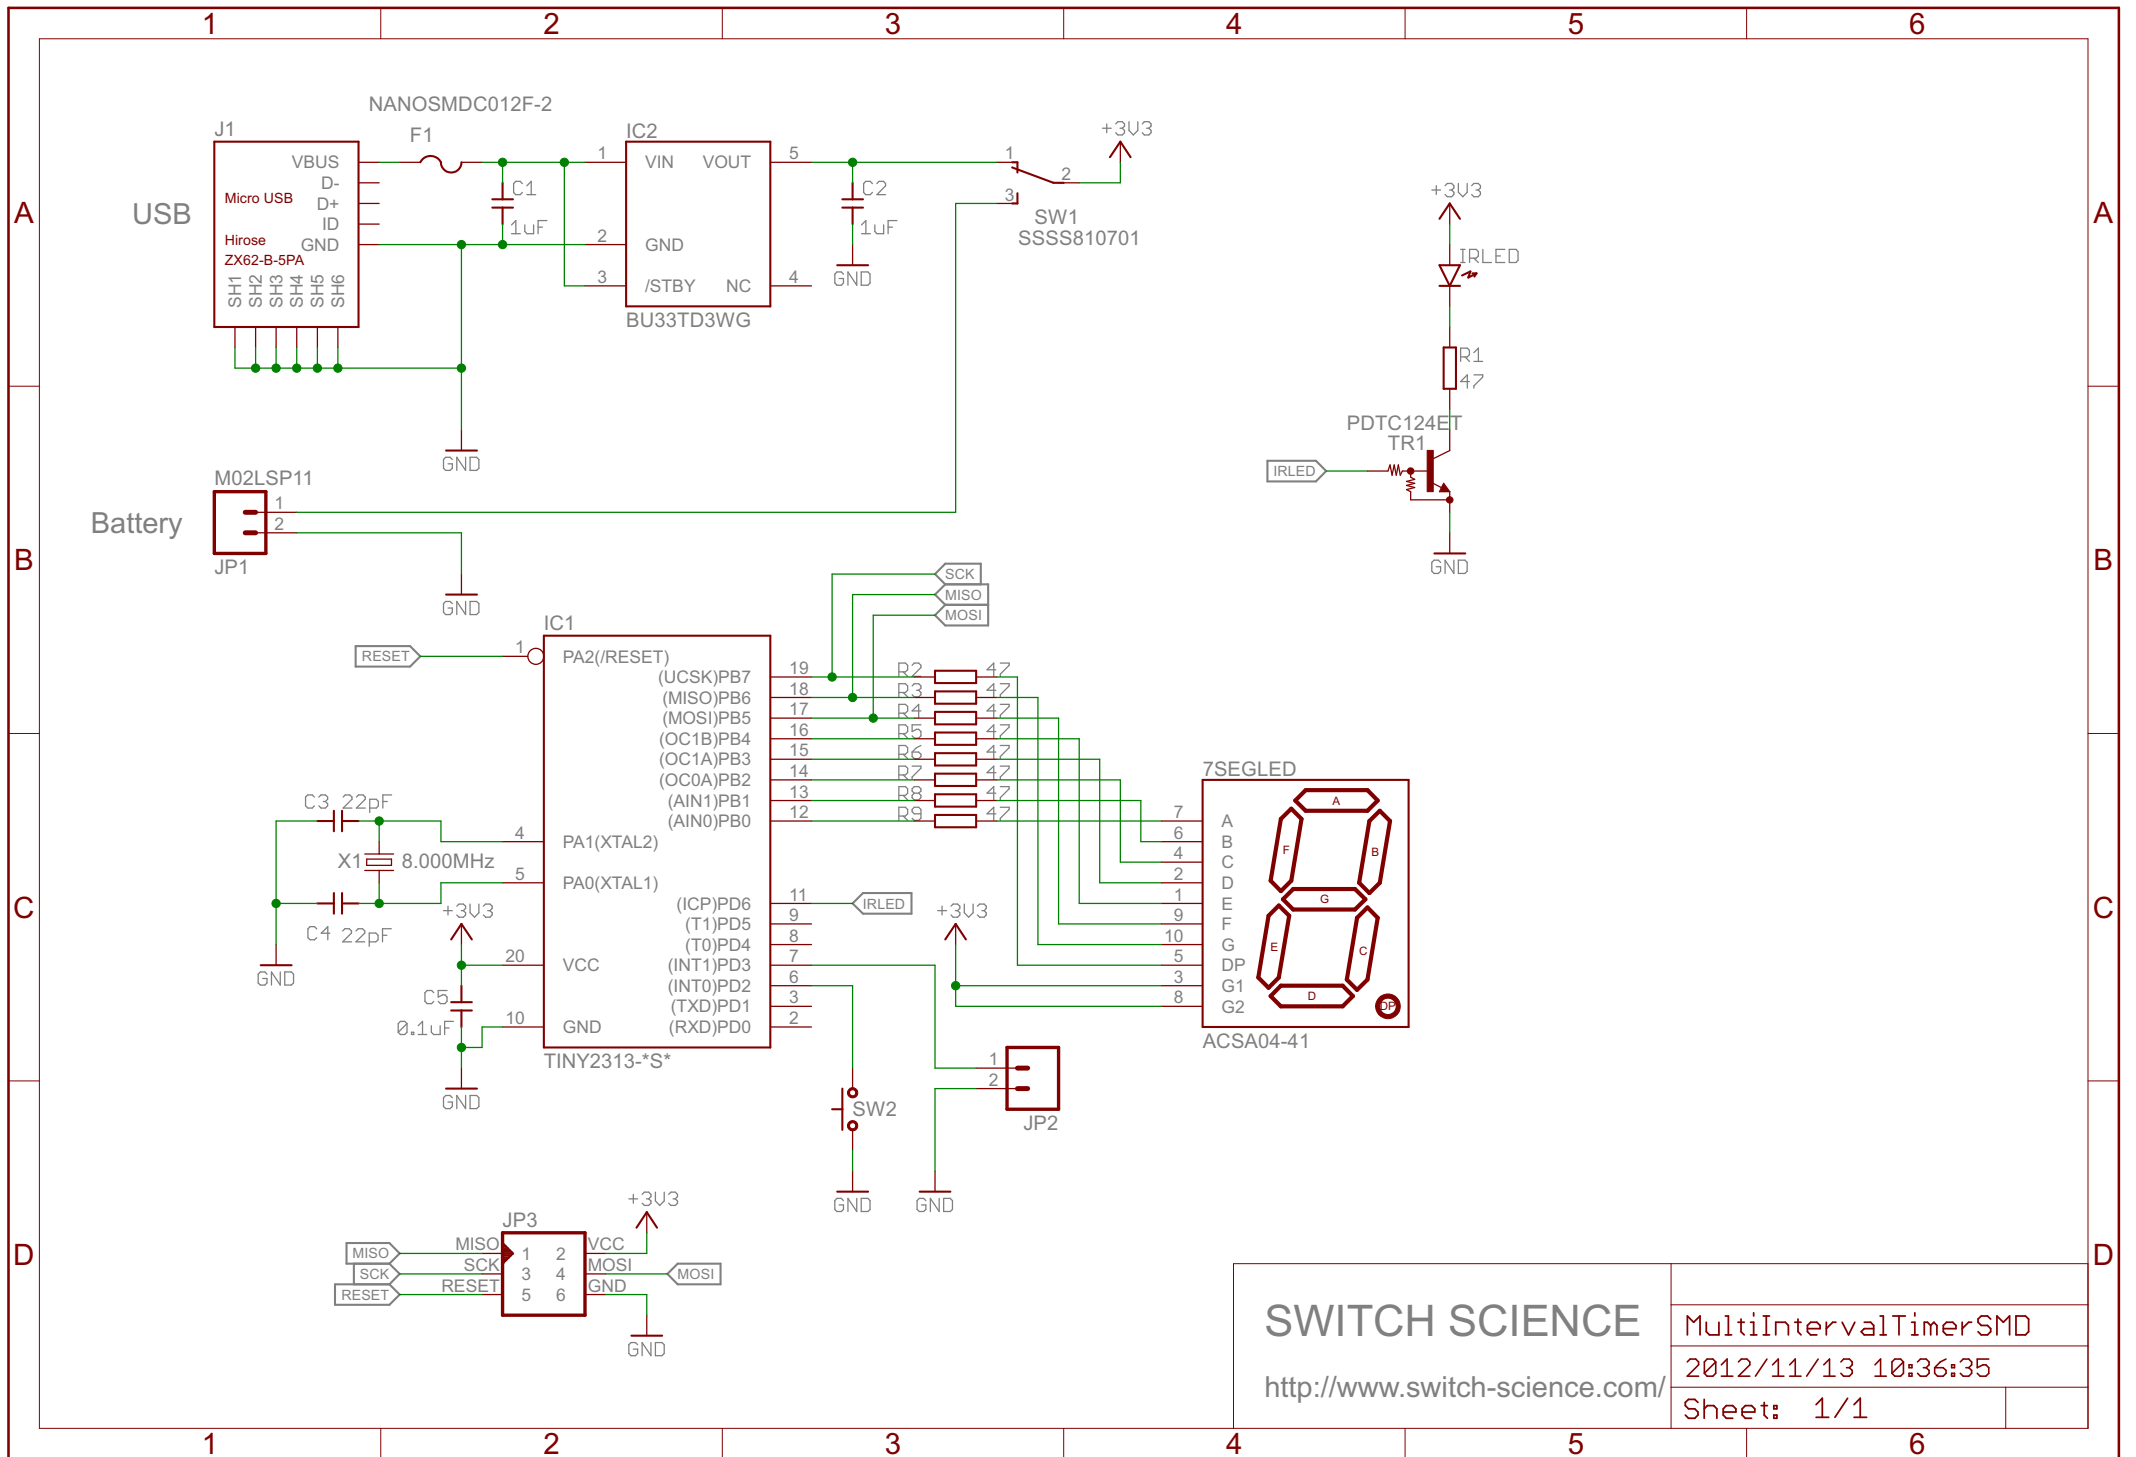 1 2 3 4 5 6
A
A
B
B
C
C
D
D
NANOSMDC012F-2
F1
J1
USB
Micro USB
Hirose
ZX62-B-5PA
VBUS
D-
D+
ID
GND
SH1 SH2 SH3 SH4 SH5 SH6
C1
1uF
GND
IC2
1 VIN VOUT 5
2 GND
3 /STBY NC 4
BU33TD3WG
C2
1uF
GND
1
2
3
SW1
SSSS810701
+3V3
+3V3
IRLED
R1
47
PDTC124ET
TR1
IRLED
GND
M02LSP11
Battery
1
2
JP1
GND
SCK
MISO
MOSI
IC1
RESET
1 PA2(/RESET)
(UCSK)PB7 19 R2 47
(MISO)PB6 18 R3 47
(MOSI)PB5 17 R4 47
(OC1B)PB4 16 R5 47
(OC1A)PB3 15 R6 47
(OC0A)PB2 14 R7 47
(AIN1)PB1 13 R8 47
(AIN0)PB0 12 R9 47
C3 22pF
4 PA1(XTAL2)
X1 8.000MHz
5 PA0(XTAL1)
C4 22pF
GND
+3V3
20 VCC
C5
0.1uF
10 GND
GND
(ICP)PD6 11 IRLED
(T1)PD5 9
(T0)PD4 8
(INT1)PD3 7
(INT0)PD2 6
(TXD)PD1 3
(RXD)PD0 2
TINY2313-*S*
+3V3
7SEGLED
7 A
6 B
4 C
2 D
1 E
9 F
10 G
5 DP
3 G1
8 G2
A
F
B
G
E
C
D
DP
ACSA04-41
SW2
GND
1
2
JP2
GND
+3V3
JP3
MISO MISO 1 2 VCC
SCK SCK 3 4 MOSI MOSI
RESET RESET 5 6 GND
GND
SWITCH SCIENCE
http://www.switch-science.com/
MultiIntervalTimerSMD
2012/11/13 10:36:35
Sheet: 1/1
1 2 3 4 5 6